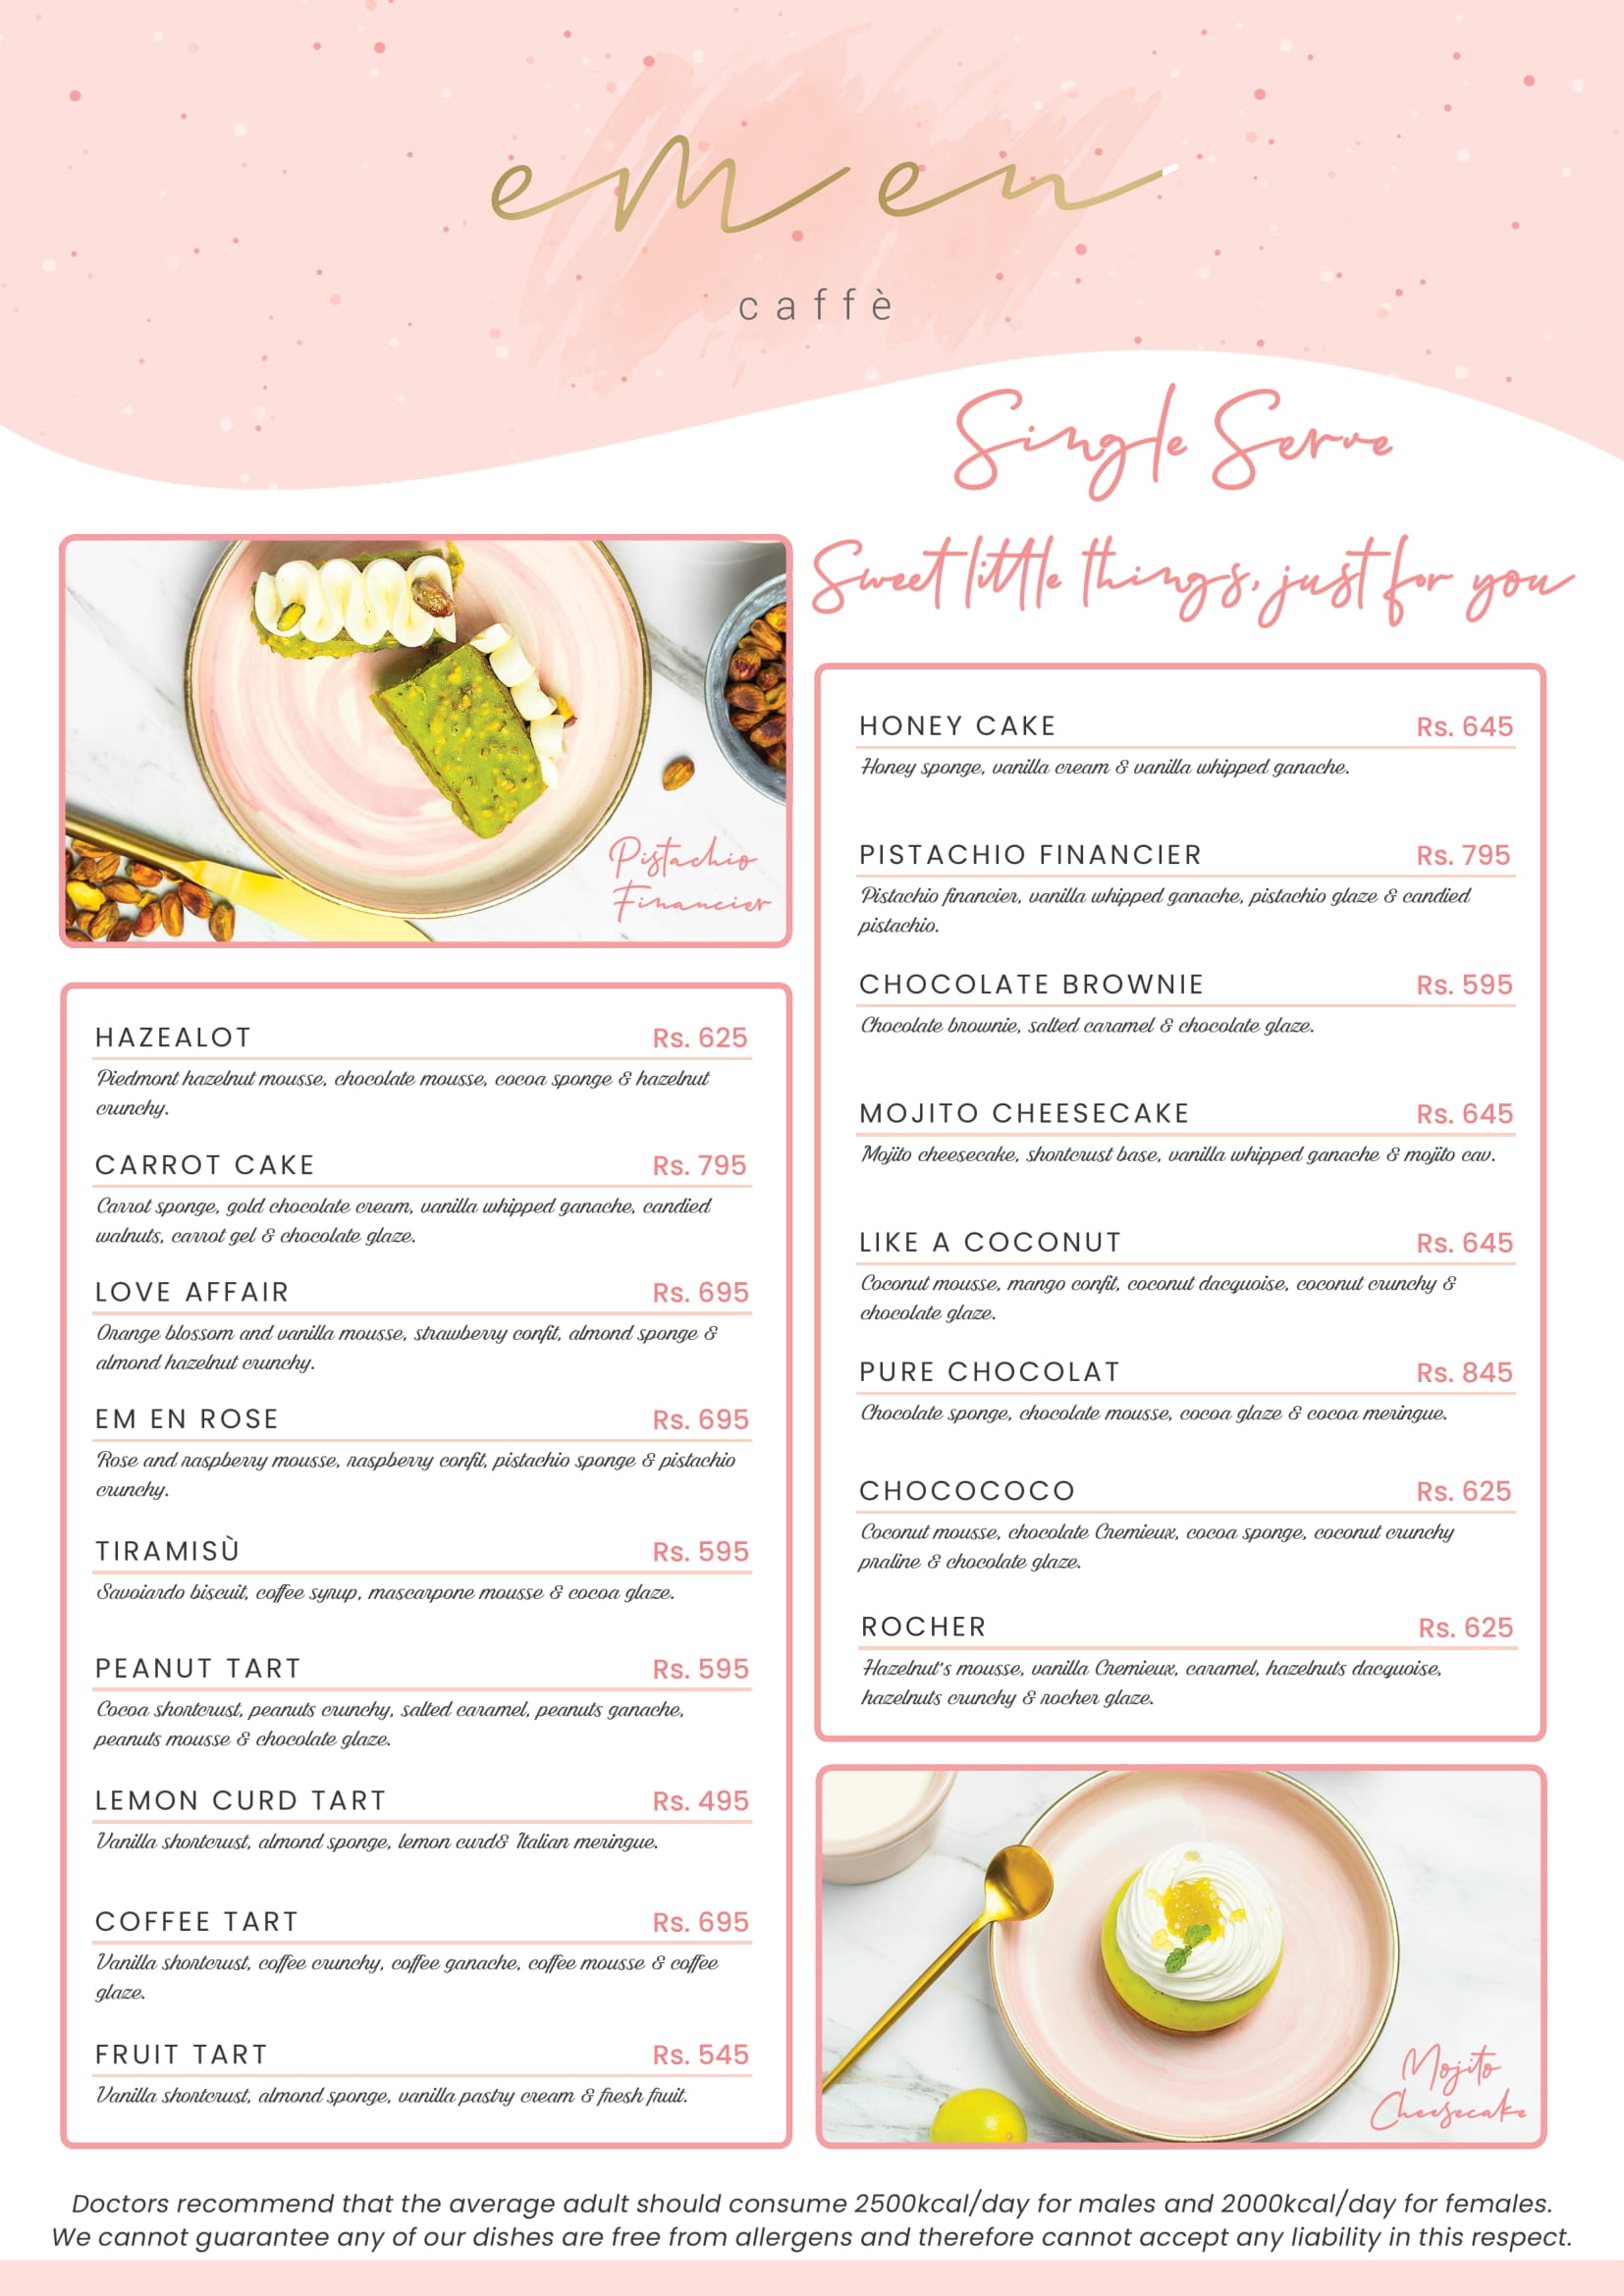 em en
caffè
Single Serve
Sweet little things, just for you
Pistachio
Financier
HAZEALOT Rs. 625
Piedmont hazelnut mousse, chocolate mousse, cocoa sponge & hazelnut
crunchy.
CARROT CAKE Rs. 795
Carrot sponge, gold chocolate cream, vanilla whipped ganache, candied
walnuts, carrot gel & chocolate glaze.
LOVE AFFAIR Rs. 695
Orange blossom and vanilla mousse, strawberry confit, almond sponge &
almond hazelnut crunchy.
EM EN ROSE Rs. 695
Rose and raspberry mousse, raspberry confit, pistachio sponge & pistachio
crunchy.
TIRAMISÙ Rs. 595
Savoiardo biscuit, coffee syrup, mascarpone mousse & cocoa glaze.
PEANUT TART Rs. 595
Cocoa shortcrust, peanuts crunchy, salted caramel, peanuts ganache,
peanuts mousse & chocolate glaze.
LEMON CURD TART Rs. 495
Vanilla shortcrust, almond sponge, lemon curd& Italian meringue.
COFFEE TART Rs. 695
Vanilla shortcrust, coffee crunchy, coffee ganache, coffee mousse & coffee
glaze.
FRUIT TART Rs. 545
Vanilla shortcrust, almond sponge, vanilla pastry cream & fresh fruit.
HONEY CAKE Rs. 645
Honey sponge, vanilla cream & vanilla whipped ganache.
PISTACHIO FINANCIER Rs. 795
Pistachio financier, vanilla whipped ganache, pistachio glaze & candied
pistachio.
CHOCOLATE BROWNIE Rs. 595
Chocolate brownie, salted caramel & chocolate glaze.
MOJITO CHEESECAKE Rs. 645
Mojito cheesecake, shortcrust base, vanilla whipped ganache & mojito cav.
LIKE A COCONUT Rs. 645
Coconut mousse, mango confit, coconut dacquoise, coconut crunchy &
chocolate glaze.
PURE CHOCOLAT Rs. 845
Chocolate sponge, chocolate mousse, cocoa glaze & cocoa meringue.
CHOCOCOCO Rs. 625
Coconut mousse, chocolate Cremieux, cocoa sponge, coconut crunchy
praline & chocolate glaze.
ROCHER Rs. 625
Hazelnut's mousse, vanilla Cremieux, caramel, hazelnuts dacquoise,
hazelnuts crunchy & rocher glaze.
Mojito
Cheesecake
Doctors recommend that the average adult should consume 2500kcal/day for males and 2000kcal/day for females.
We cannot guarantee any of our dishes are free from allergens and therefore cannot accept any liability in this respect.